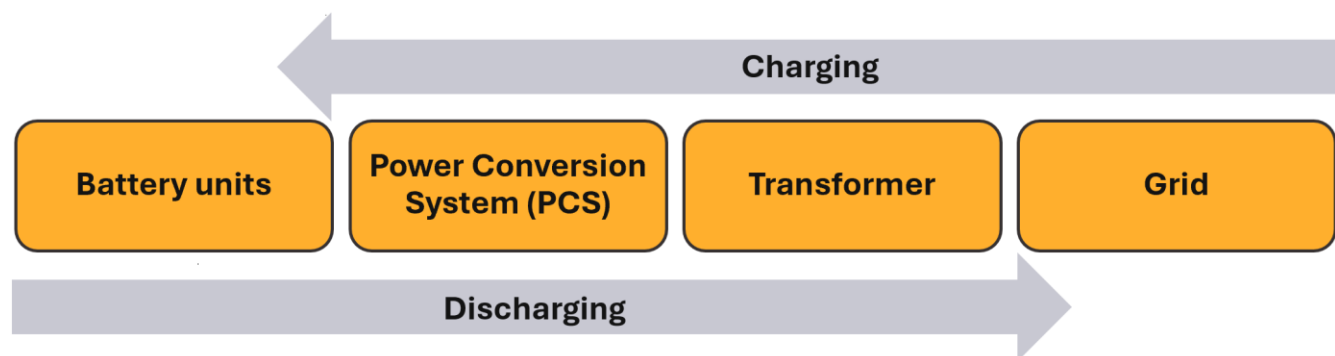 Charging
Battery units
Power Conversion
System (PCS)
Transformer
Grid
Discharging